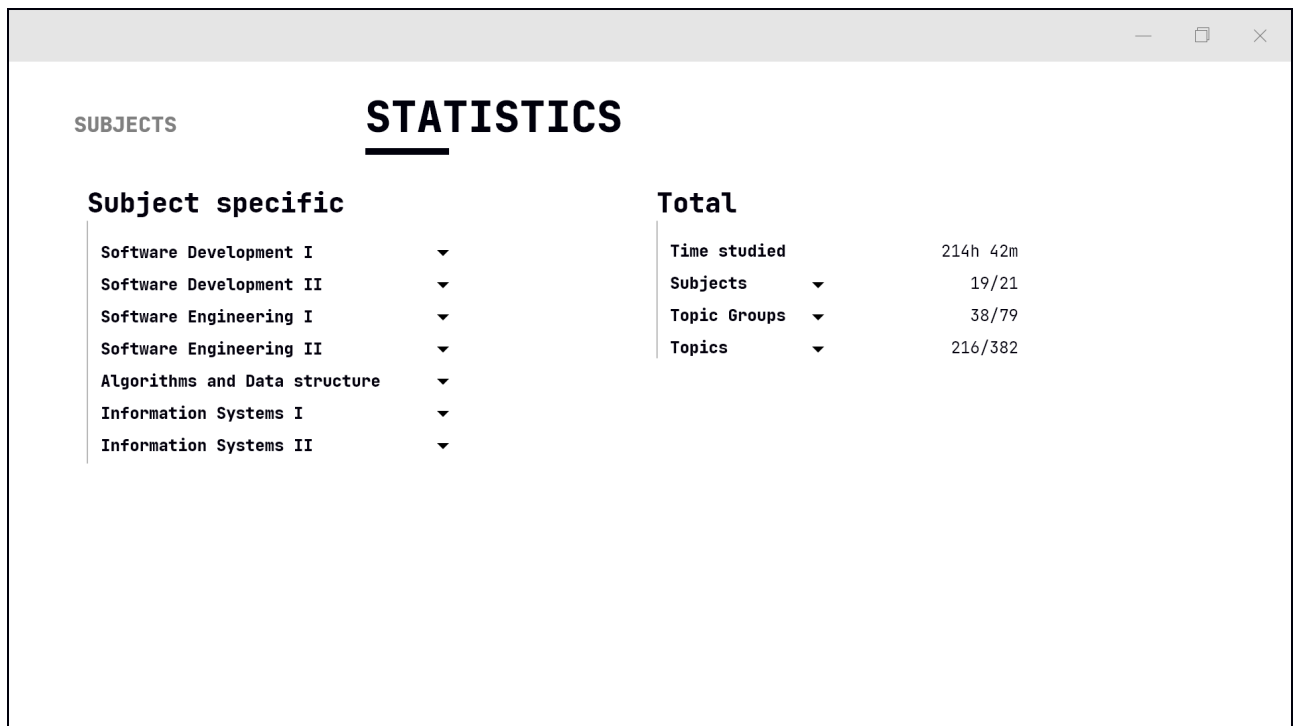 SUBJECTS STATISTICS
Subject specific
Software Development I
Software Development II
Software Engineering I
Software Engineering II
Algorithms and Data structure
Information Systems I
Information Systems II
Total
Time studied 214h 42m
Subjects 19/21
Topic Groups 38/79
Topics 216/382